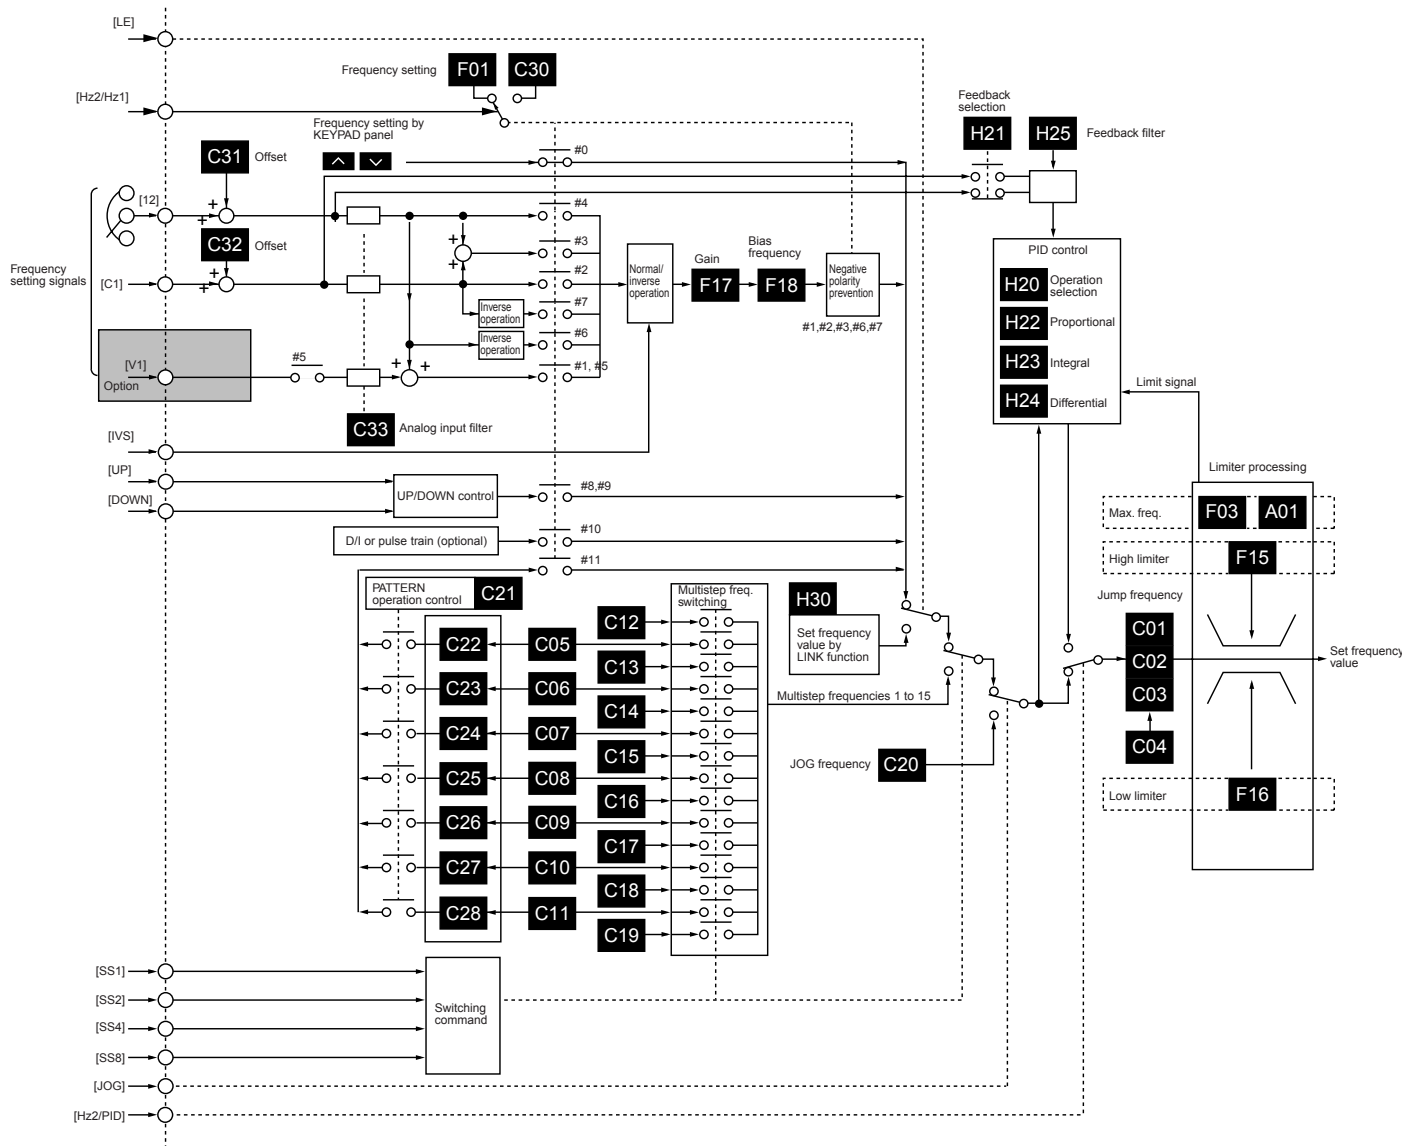 [LE]
Frequency setting
F01
C30
[Hz2/Hz1]
Frequency setting by
KEYPAD panel
#0
Feedback
selection
H21
H25
Feedback filter
C31
Offset
[12]
+
+
#4
C32
Offset
+
+
+
+
#3
Frequency
setting signals
[C1]
#2
Normal/
inverse
operation
Gain
F17
Bias
frequency
F18
Negative
polarity
prevention
#1,#2,#3,#6,#7
Inverse
operation
#7
Inverse
operation
#6
[V1]
Option
#5
+
+
#1, #5
C33
Analog input filter
PID control
H20
Operation
selection
H22
Proportional
H23
Integral
H24
Differential
Limit signal
[IVS]
[UP]
[DOWN]
UP/DOWN control
#8,#9
D/I or pulse train (optional)
#10
#11
Limiter processing
Max. freq.
F03
A01
High limiter
F15
Jump frequency
C01
C02
C03
C04
Set frequency
value
Low limiter
F16
PATTERN
operation control
C21
Multistep freq.
switching
H30
Set frequency
value by
LINK function
C12
C22
C05
C13
C23
C06
C14
Multistep frequencies 1 to 15
C24
C07
C15
JOG frequency
C20
C25
C08
C16
C26
C09
C17
C27
C10
C18
C28
C11
C19
[SS1]
[SS2]
[SS4]
[SS8]
Switching
command
[JOG]
[Hz2/PID]